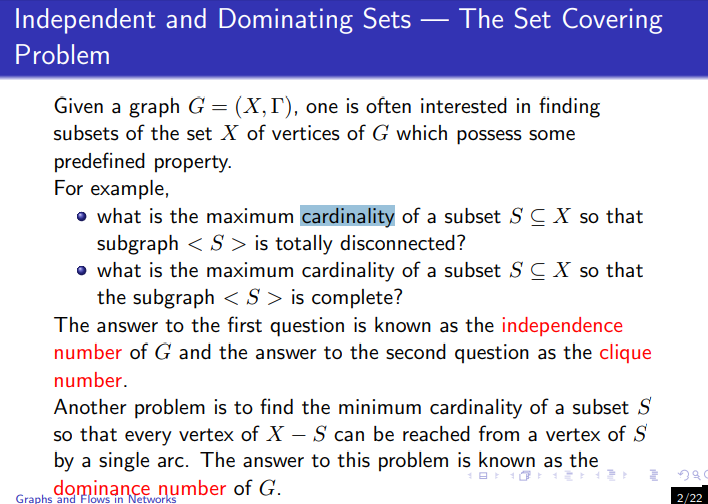 Independent and Dominating Sets — The Set Covering
Problem
Given a graph G = (X, Γ), one is often interested in finding
subsets of the set X of vertices of G which possess some
predefined property.
For example,
what is the maximum cardinality of a subset S ⊆ X so that
subgraph < S > is totally disconnected?
what is the maximum cardinality of a subset S ⊆ X so that
the subgraph < S > is complete?
The answer to the first question is known as the independence
number of G and the answer to the second question as the clique
number.
Another problem is to find the minimum cardinality of a subset S
so that every vertex of X − S can be reached from a vertex of S
by a single arc. The answer to this problem is known as the
dominance number of G.
Graphs and Flows in Networks
2/22